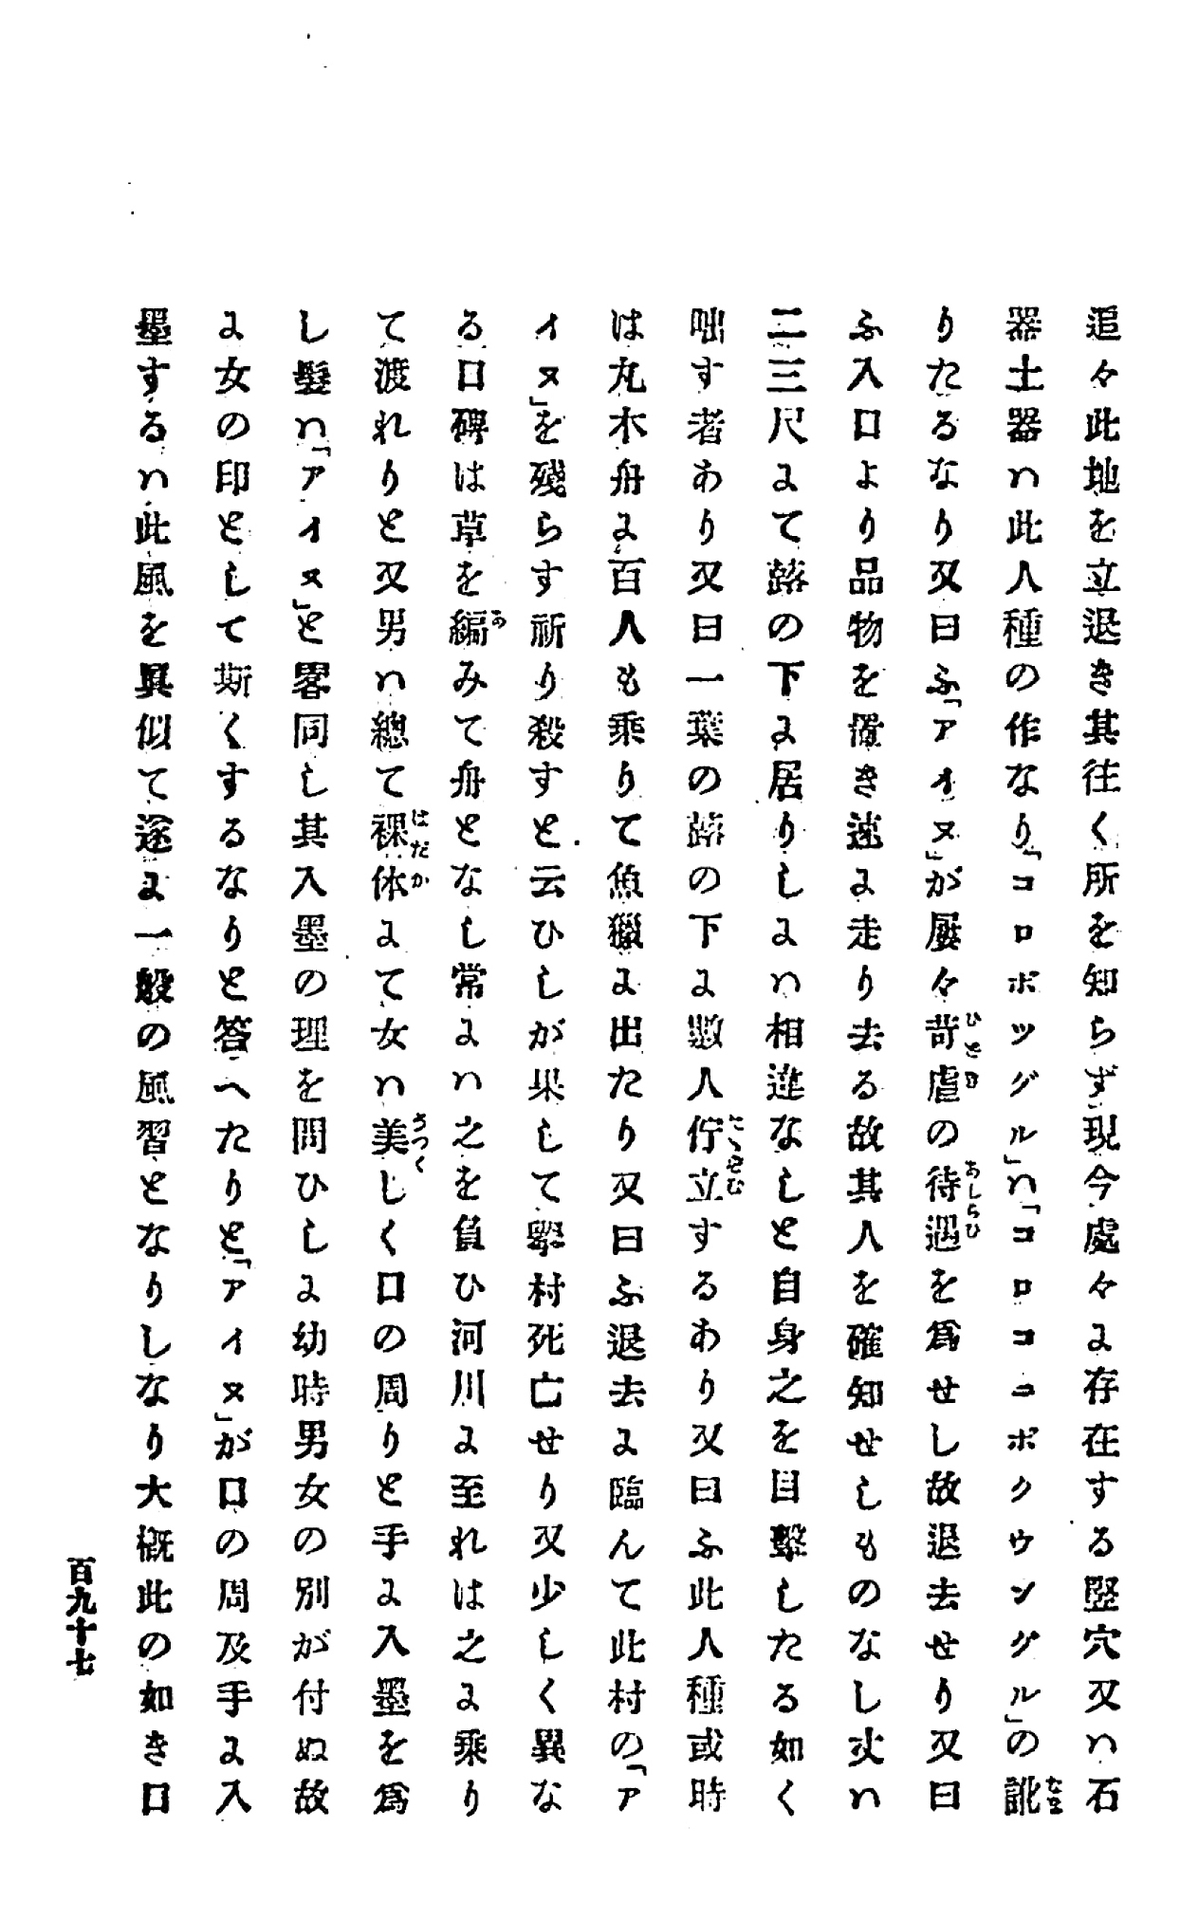 追々此地を立退き其往く所を知らず現今處々に存在する竪穴又ハ石
器土器ハ此人種の作なり「コロボツグル」ハ「コロコニボクウングル」の訛
りたるなり又曰ふ「アイヌ」が屡々苛虐の待遇を爲せし故退去せり又曰
ふ入口より品物を置き速に走り去る故其人を確知せしものなし丈ハ
二三尺にて蕗の下に居りしにハ相違なしと自身之を目撃したる如く
咄す者あり又曰一葉の蕗の下に數人佇立するあり又曰ふ此人種或時
は丸木舟に百人も乘りて魚獵に出たり又曰ふ退去に臨んて此村の「ア
イヌ」を殘らす祈り殺すと云ひしが果して擧村死亡せり又少しく異な
る口碑は草を編みて舟となし常にハ之を負ひ河川に至れは之に乘り
て渡れりと又男ハ總て裸体にて女ハ美しく口の周りと手に入墨を爲
し髮ハ「アイヌ」と畧同し其入墨の理を問ひしに幼時男女の別が付ぬ故
に女の印として斯くするなりと答へたりと「アイヌ」が口の周及手に入
墨するハ此風を眞似て遂に一般の風習となりしなり大概此の如き口
百九十七